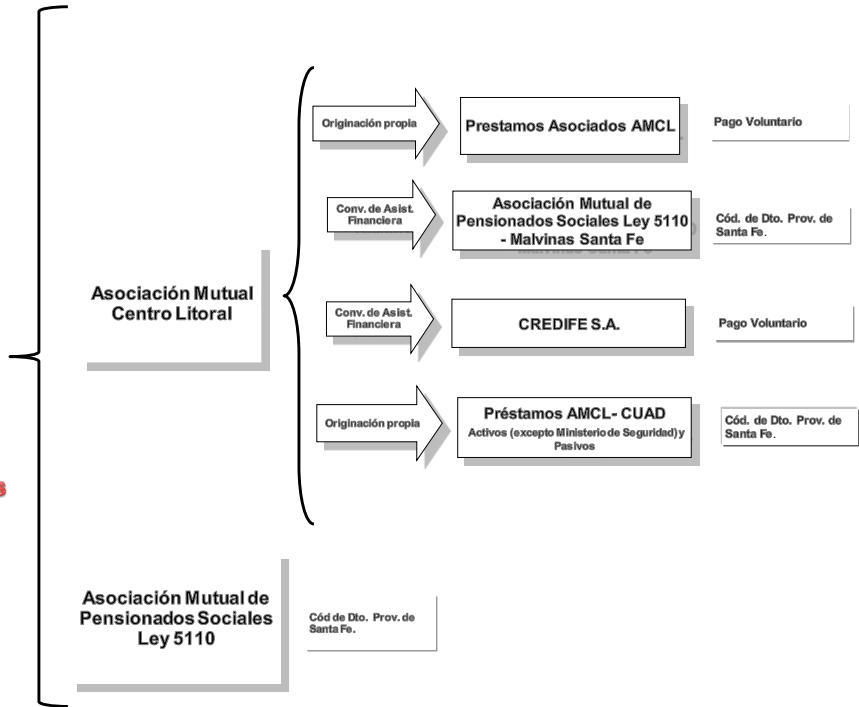 Originación propia
Prestamos Asociados AMCL
Pago Voluntario
Conv. de Asist.
Financiera
Asociación Mutual de
Pensionados Sociales Ley 5110
- Malvinas Santa Fe
Cód. de Dto. Prov. de
Santa Fe.
Asociación Mutual
Centro Litoral
Conv. de Asist.
Financiera
CREDIFE S.A.
Pago Voluntario
Originación propia
Préstamos AMCL- CUAD
Activos (excepto Ministerio de Seguridad) y
Pasivos
Cód. de Dto. Prov. de
Santa Fe.
Asociación Mutual de
Pensionados Sociales
Ley 5110
Cód de Dto. Prov. de
Santa Fe.